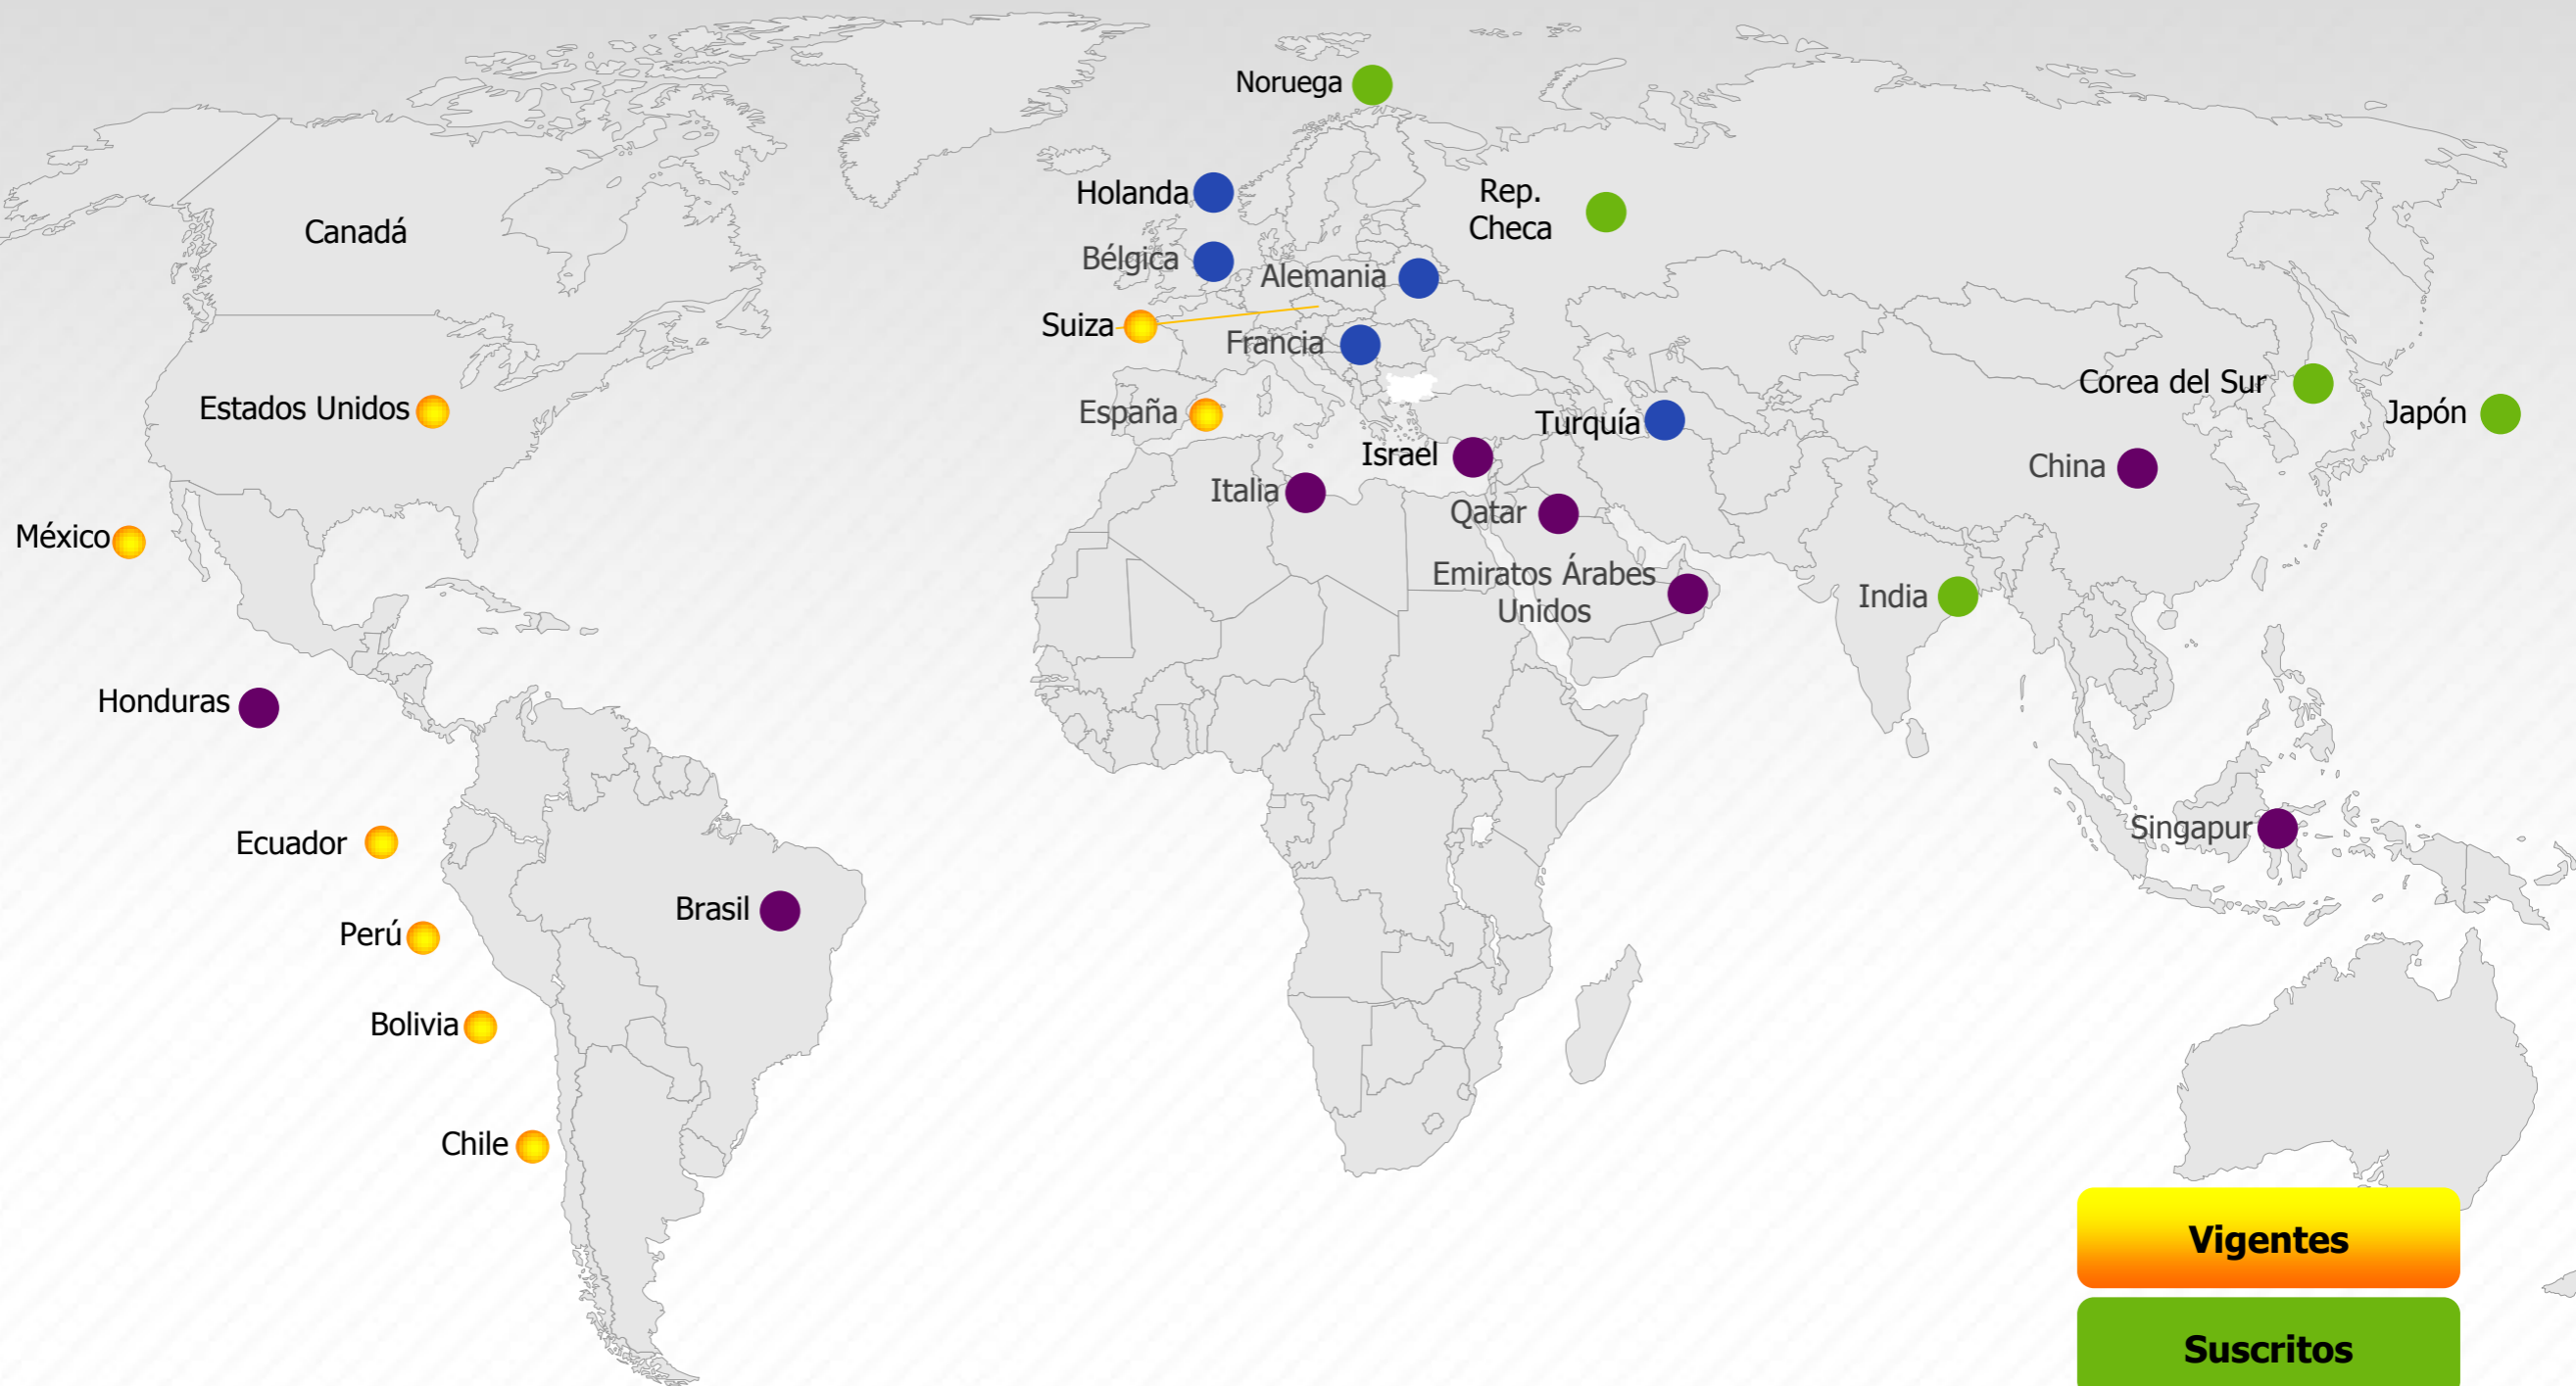 Noruega
Holanda
Rep.
Checa
Canadá
Bélgica
Alemania
Suiza
Francia
Corea del Sur
Estados Unidos
España
Turquía
Japón
Israel
China
Italia
Qatar
México
Emiratos Árabes
Unidos
India
Honduras
Singapur
Ecuador
Brasil
Perú
Bolivia
Chile
Vigentes
Suscritos